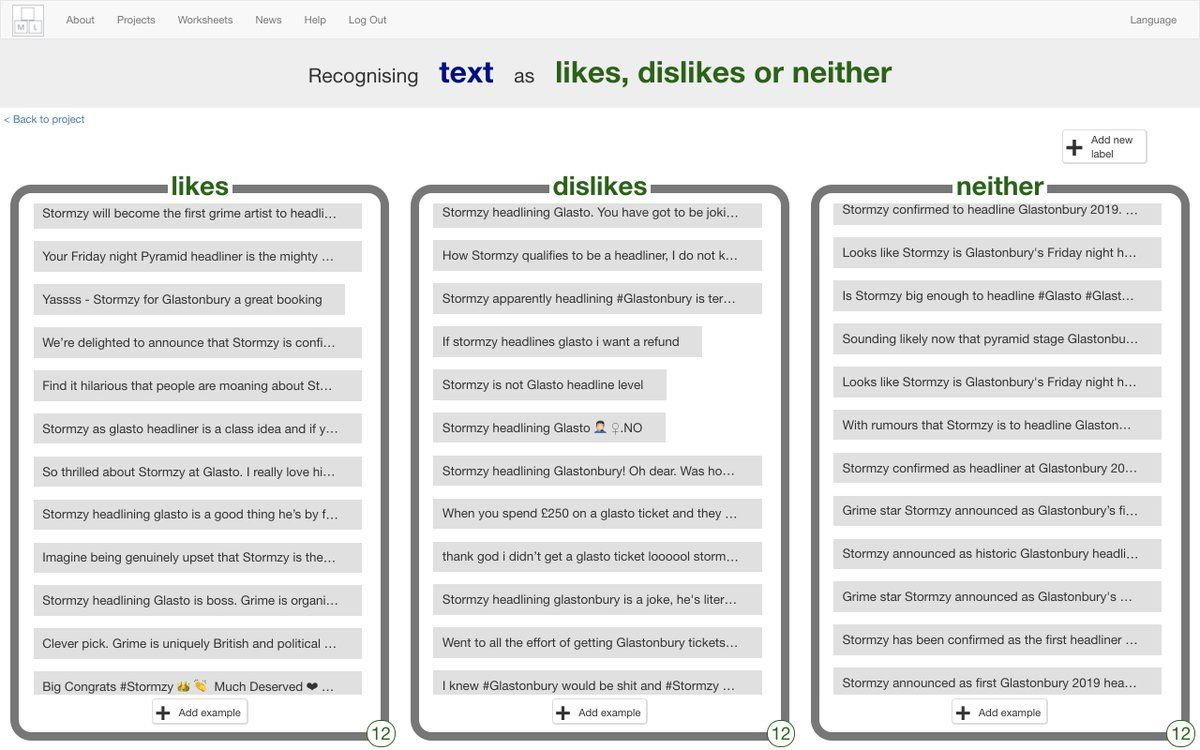 M L
About Projects Worksheets News Help Log Out Language
Recognising text as likes, dislikes or neither
< Back to project
Add new
label
likes
Stormzy will become the first grime artist to headli…
Your Friday night Pyramid headliner is the mighty …
Yassss - Stormzy for Glastonbury a great booking
We're delighted to announce that Stormzy is confi…
Find it hilarious that people are moaning about St…
Stormzy as glasto headliner is a class idea and if y…
So thrilled about Stormzy at Glasto. I really love hi…
Stormzy headlining glasto is a good thing he's by f…
Imagine being genuinely upset that Stormzy is the…
Stormzy headlining Glasto is boss. Grime is organi…
Clever pick. Grime is uniquely British and political …
Big Congrats #Stormzy 👑👏 Much Deserved ❤ …
Add example
12
dislikes
Stormzy headlining Glasto. You have got to be joki…
How Stormzy qualifies to be a headliner, I do not k…
Stormzy apparently headlining #Glastonbury is ter…
If stormzy headlines glasto i want a refund
Stormzy is not Glasto headline level
Stormzy headlining Glasto 🤦🏻♀.NO
Stormzy headlining Glastonbury! Oh dear. Was ho…
When you spend £250 on a glasto ticket and they …
thank god i didn't get a glasto ticket loooool storm…
Stormzy headlining glastonbury is a joke, he's liter…
Went to all the effort of getting Glastonbury tickets…
I knew #Glastonbury would be shit and #Stormzy …
Add example
12
neither
Stormzy confirmed to headline Glastonbury 2019. …
Looks like Stormzy is Glastonbury's Friday night h…
Is Stormzy big enough to headline #Glasto #Glast…
Sounding likely now that pyramid stage Glastonbu…
Looks like Stormzy is Glastonbury's Friday night h…
With rumours that Stormzy is to headline Glaston…
Stormzy confirmed as headliner at Glastonbury 20…
Grime star Stormzy announced as Glastonbury's fi…
Stormzy announced as historic Glastonbury headli…
Grime star Stormzy announced as Glastonbury's …
Stormzy has been confirmed as the first headliner …
Stormzy announced as first Glastonbury 2019 hea…
Add example
12